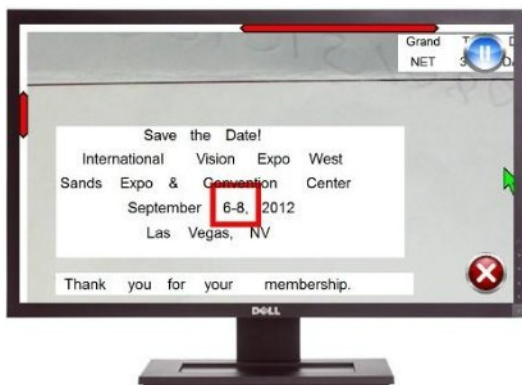 Grand
NET
Save the Date!
International Vision Expo West
Sands Expo & Convention Center
September 6-8, 2012
Las Vegas, NV
Thank you for your membership.
DELL